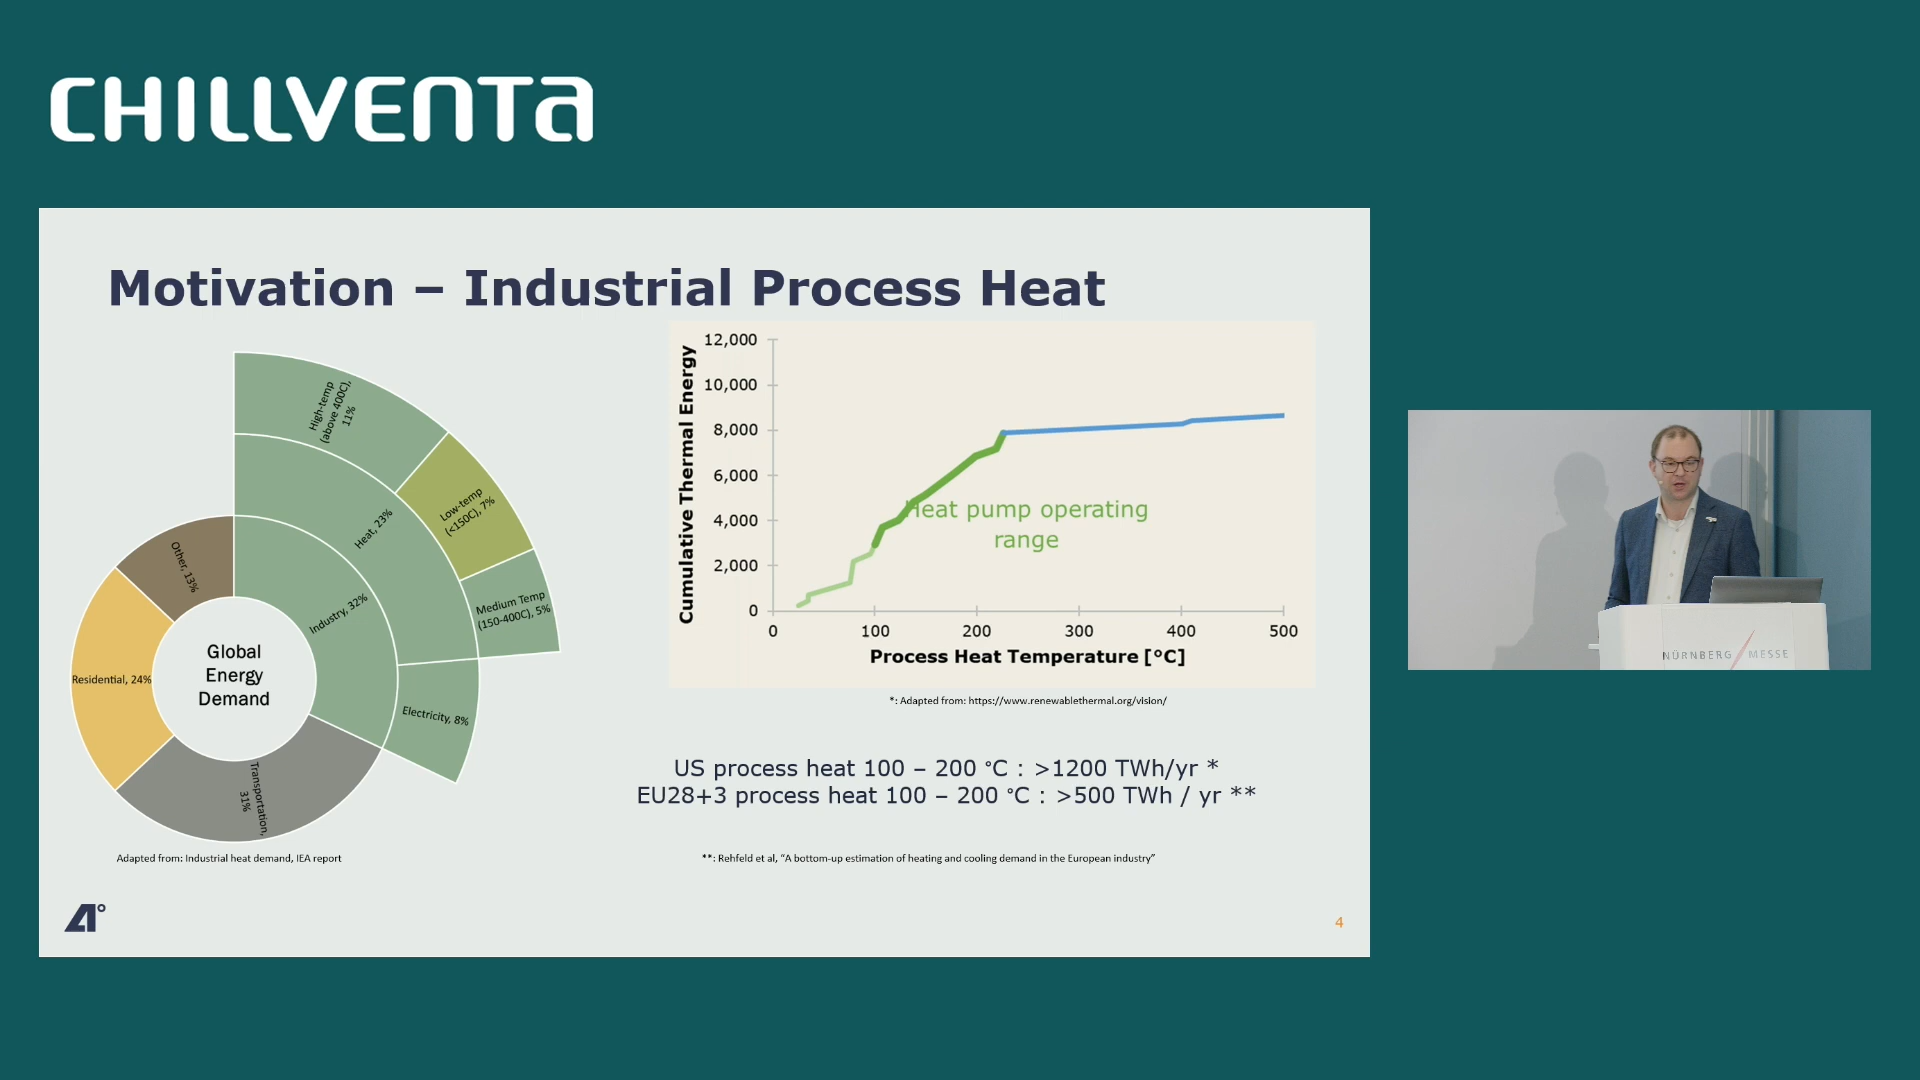 CHILLVENTA
Motivation – Industrial Process Heat
High-temp
(above 400C),
11%
Low-temp
(<150C), 7%
Heat, 23%
Medium Temp
(150-400C), 5%
Other, 13%
Industry, 32%
Global
Energy
Demand
Residential, 24%
Electricity, 8%
Transportation,
31%
Adapted from: Industrial heat demand, IEA report
Cumulative Thermal Energy
12,000
10,000
8,000
6,000
4,000
2,000
0
Heat pump operating
range
0 100 200 300 400 500
Process Heat Temperature [°C]
*: Adapted from: https://www.renewablethermal.org/vision/
US process heat 100 – 200 °C : >1200 TWh/yr *
EU28+3 process heat 100 – 200 °C : >500 TWh / yr **
**: Rehfeld et al, “A bottom-up estimation of heating and cooling demand in the European industry”
A°
4
NÜRNBERG MESSE